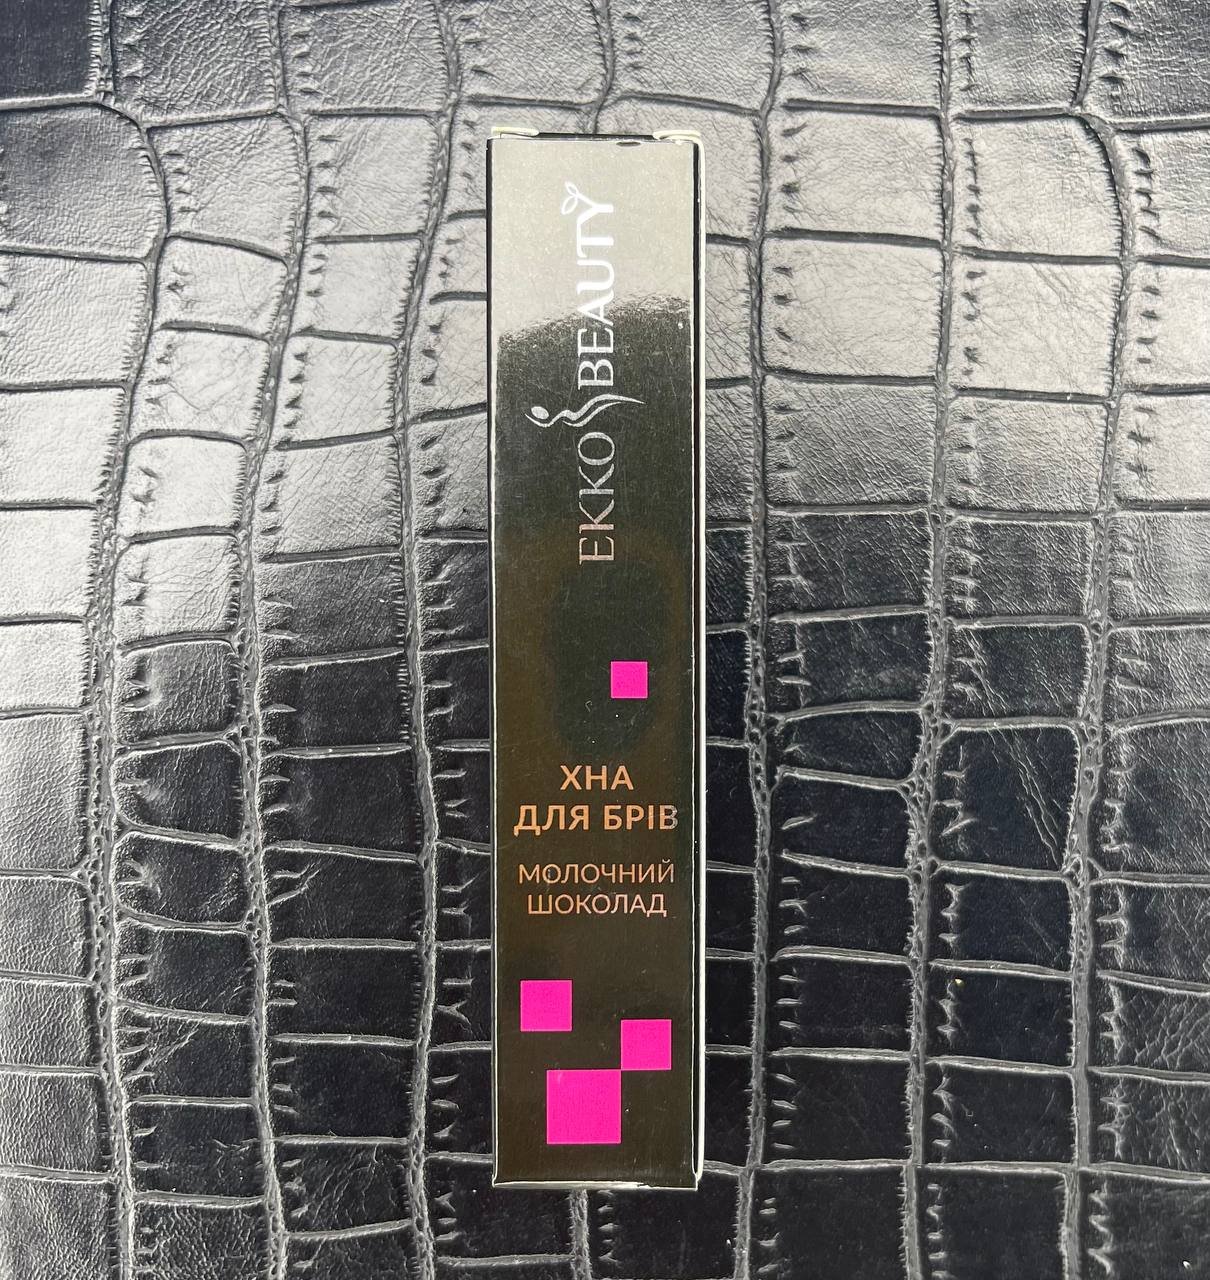 EKKO BEAUTY
ХНА
ДЛЯ БРІВ
МОЛОЧНИЙ
ШОКОЛАД